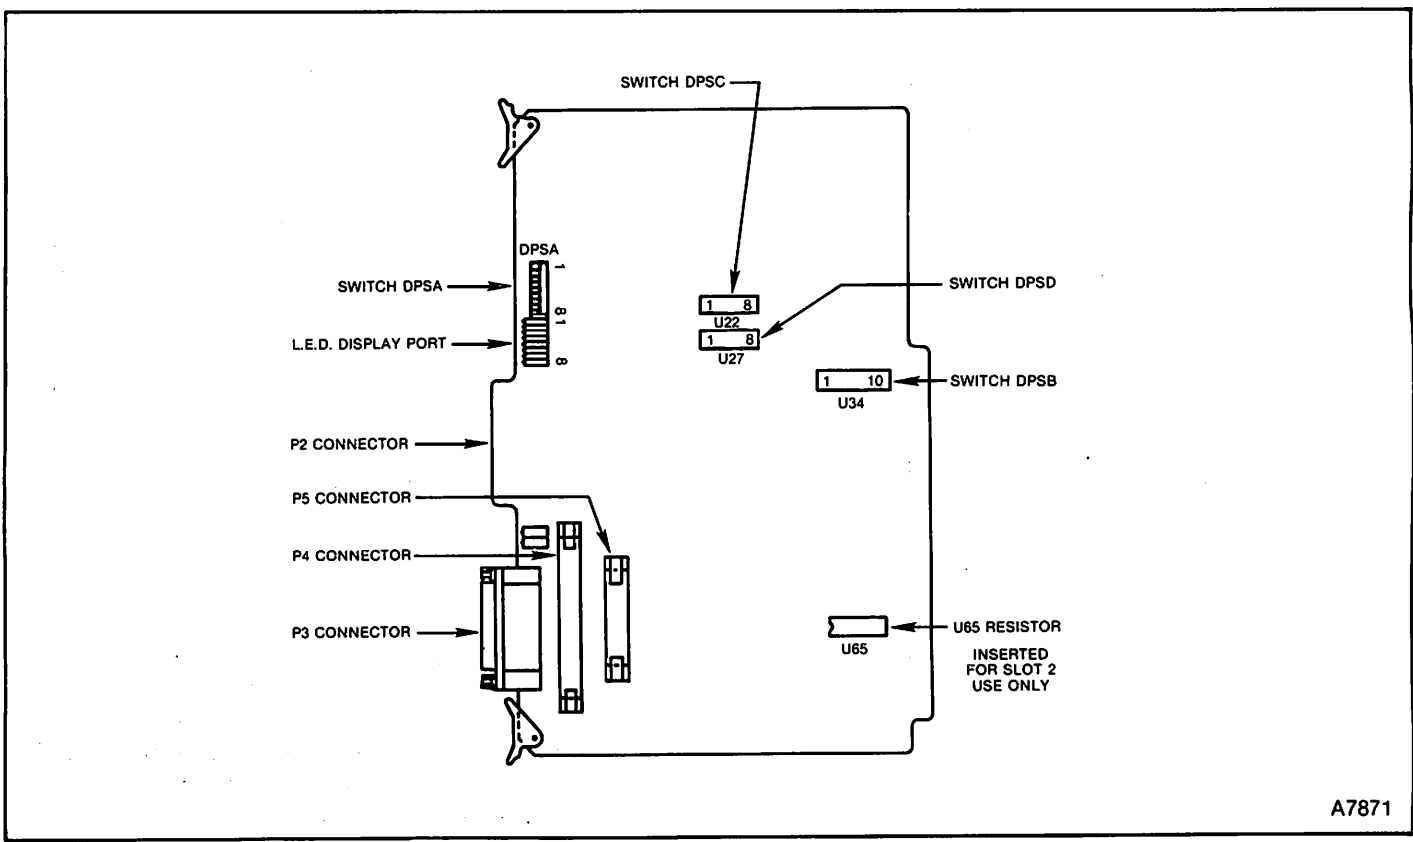 SWITCH DPSC
DPSA
1
SWITCH DPSA
8
1
L.E.D. DISPLAY PORT
8
1 8
U22
1 8
U27
SWITCH DPSD
1 10
U34
SWITCH DPSB
P2 CONNECTOR
P5 CONNECTOR
P4 CONNECTOR
P3 CONNECTOR
U65
U65 RESISTOR
INSERTED
FOR SLOT 2
USE ONLY
A7871